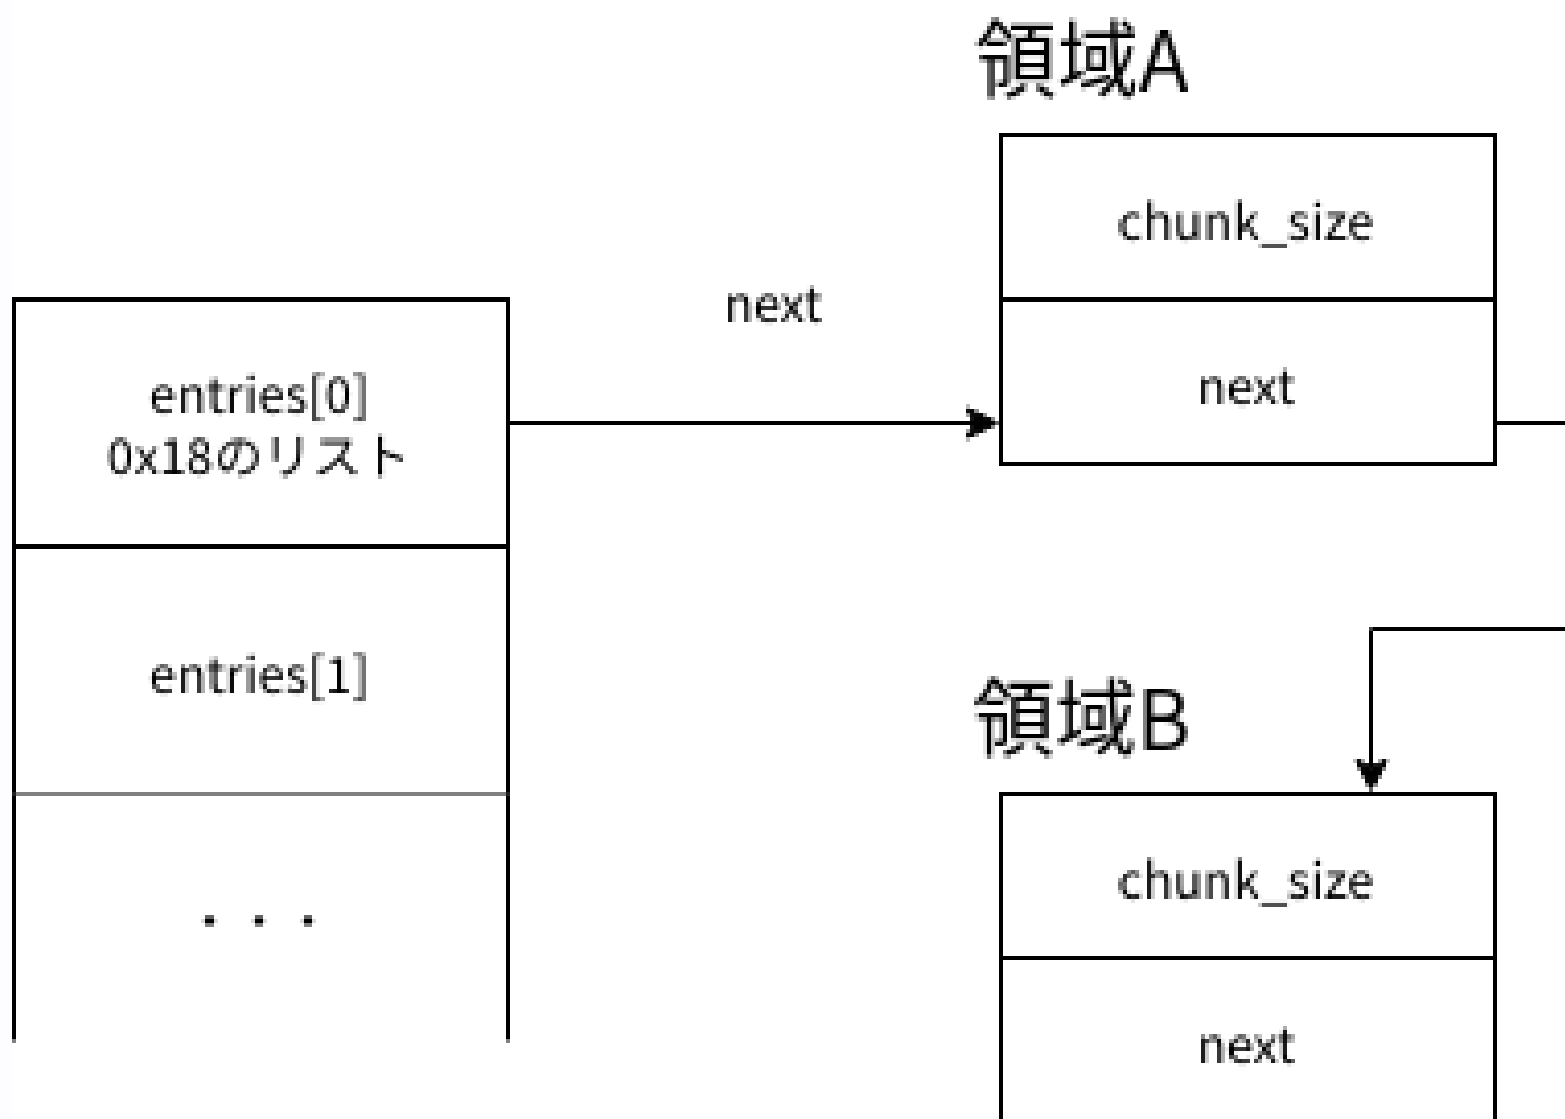 領域A
chunk_size
next
next
entries[0]
0x18のリスト
entries[1]
・・・
領域B
chunk_size
next